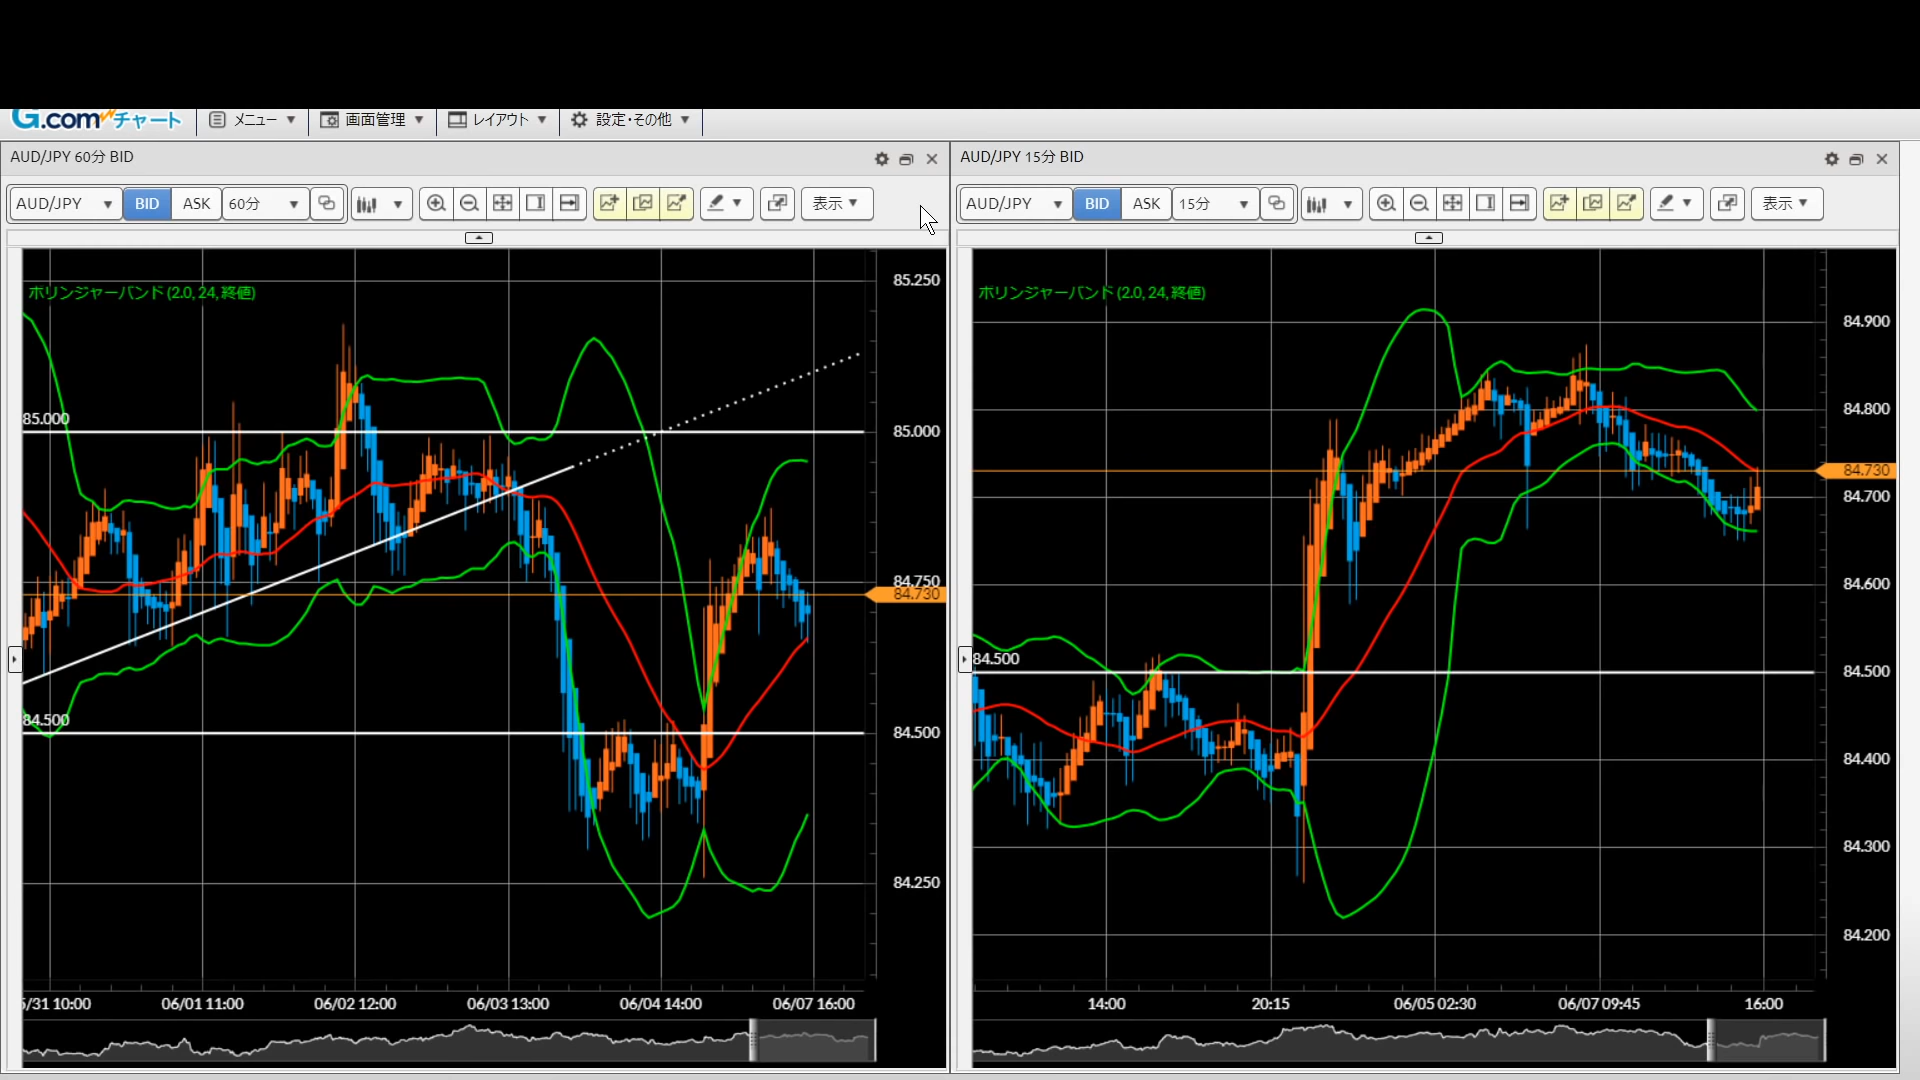 G.comチャート メニュー ▼ 画面管理 ▼ レイアウト ▼ 設定・その他 ▼
AUD/JPY 60分 BID
AUD/JPY ▼ BID ASK 60分 ▼ ▼ ▼ 表示 ▼
ボリンジャーバンド (2.0, 24, 終値)
85.250
85.000
85.000
84.750
84.730
84.500
84.500
84.250
5/31 10:00 06/01 11:00 06/02 12:00 06/03 13:00 06/04 14:00 06/07 16:00
AUD/JPY 15分 BID
AUD/JPY ▼ BID ASK 15分 ▼ ▼ ▼ 表示 ▼
ボリンジャーバンド (2.0, 24, 終値)
84.900
84.800
84.730
84.700
84.600
84.500
84.500
84.400
84.300
84.200
14:00 20:15 06/05 02:30 06/07 09:45 16:00